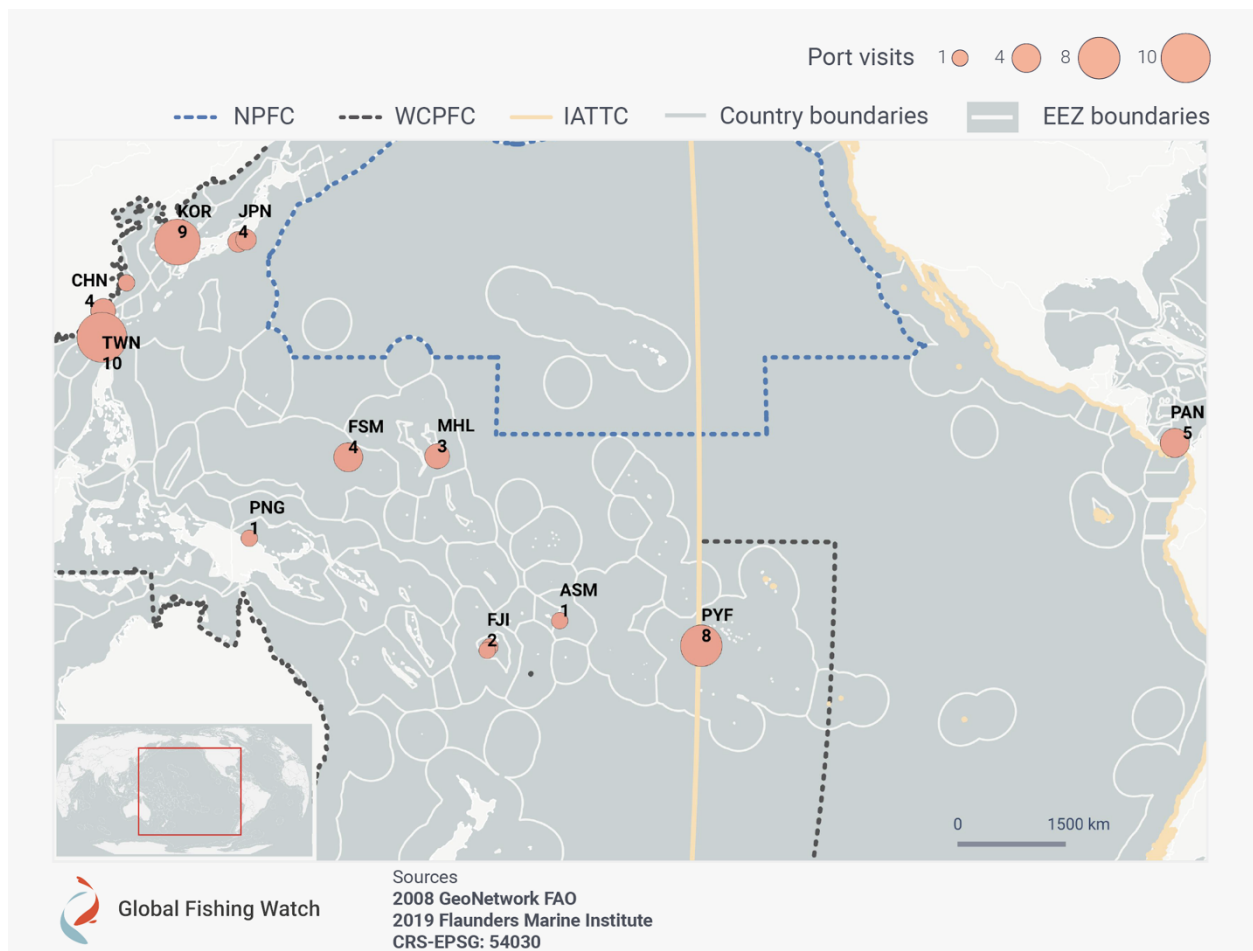 Port visits 1 4 8 10
NPFC WCPFC IATTC Country boundaries EEZ boundaries
KOR
9
JPN
4
CHN
4
TWN
10
FSM
4
MHL
3
PAN
5
PNG
1
ASM
1
FJI
2
PYF
8
0 1500 km
Global Fishing Watch
Sources
2008 GeoNetwork FAO
2019 Flaunders Marine Institute
CRS-EPSG: 54030